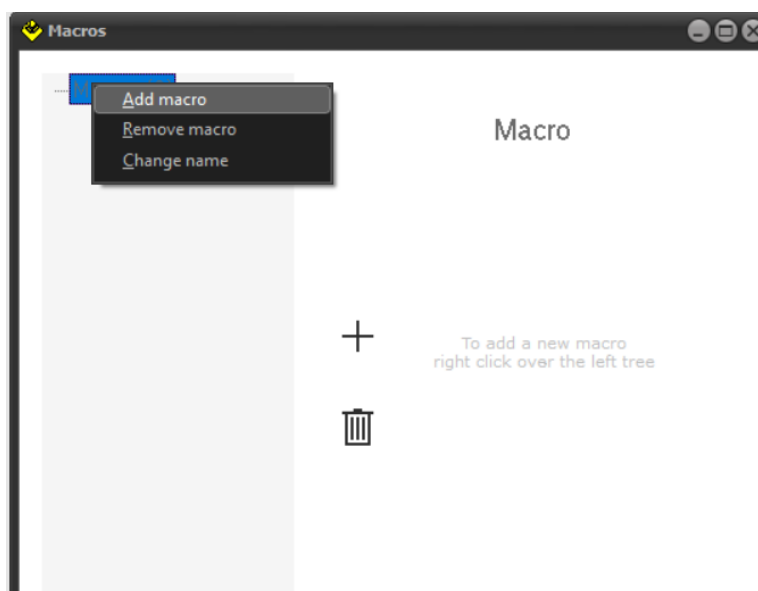 Macros
Add macro
Remove macro
Change name
Macro
To add a new macro
right click over the left tree